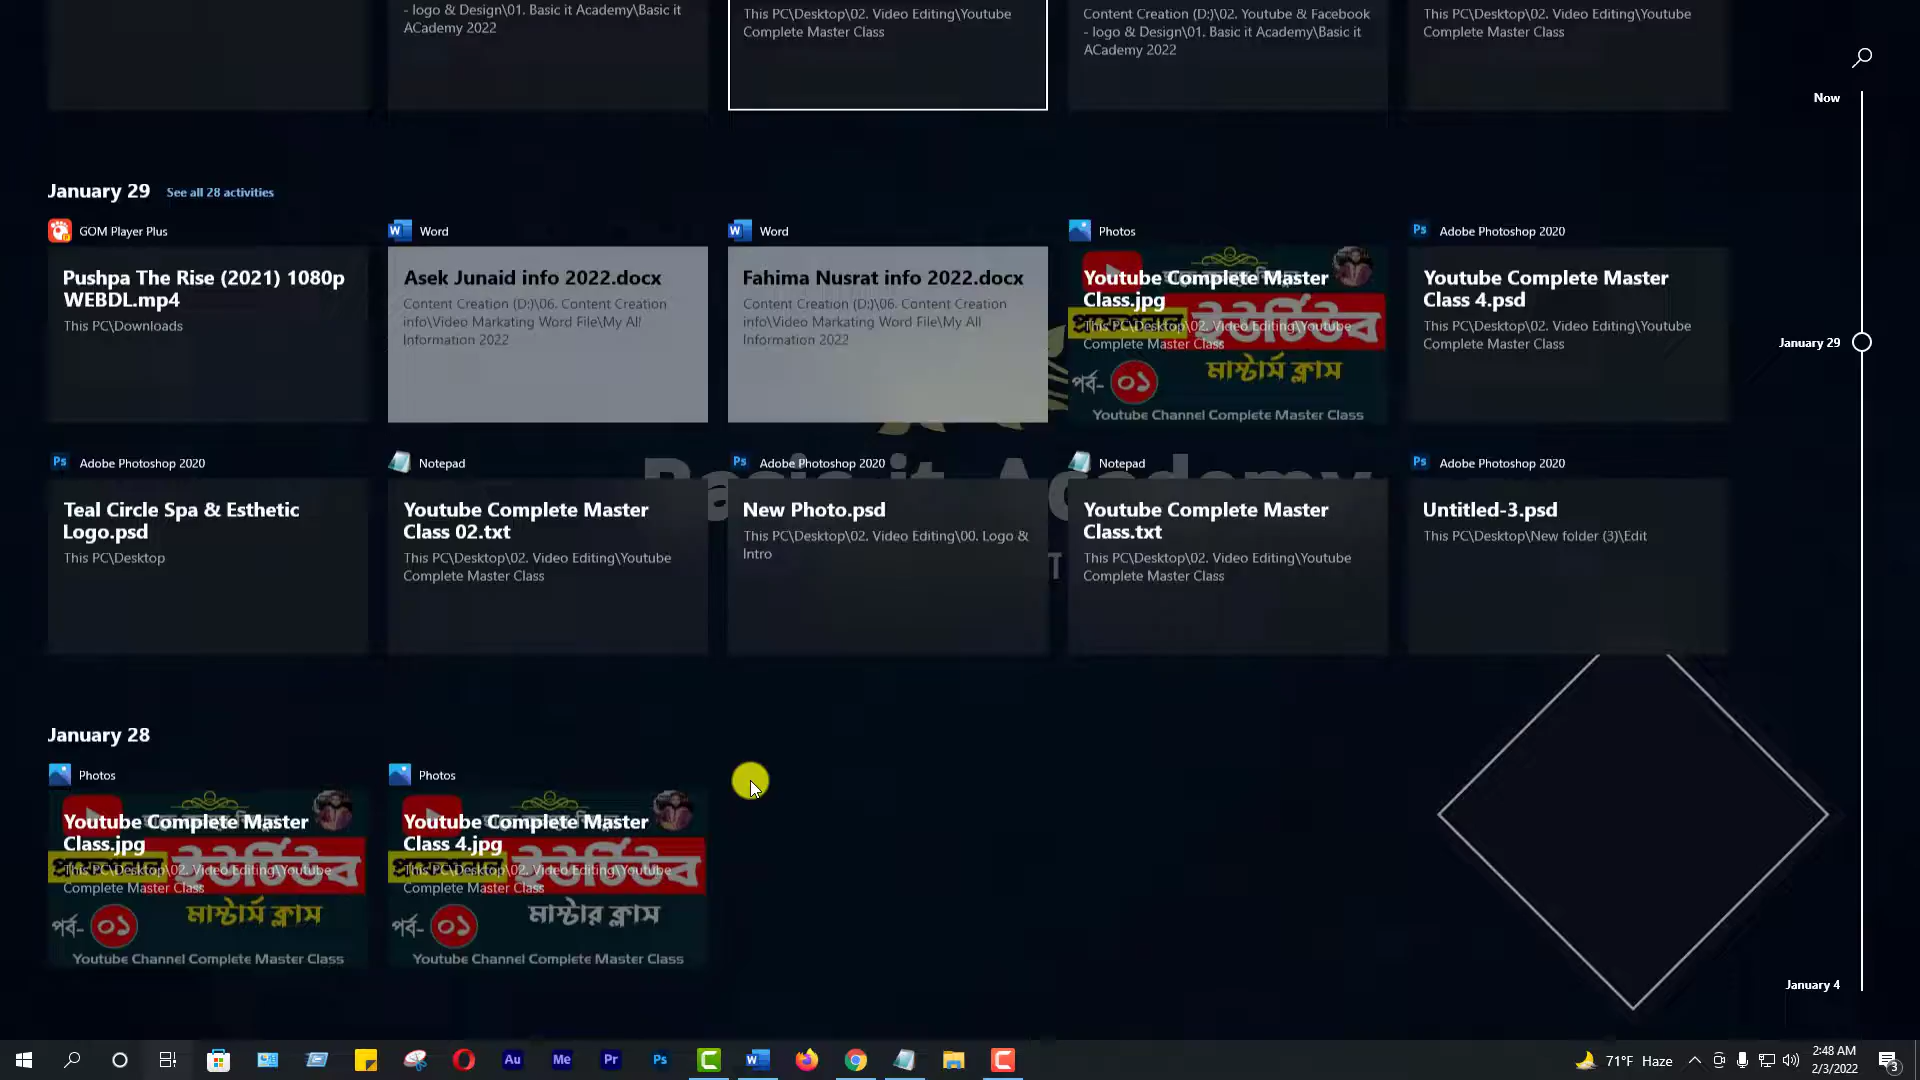 - logo & Design\01. Basic it Academy\Basic it
ACademy 2022
This PC\Desktop\02. Video Editing\Youtube
Complete Master Class
Content Creation (D:)\02. Youtube & Facebook
- logo & Design\01. Basic it Academy\Basic it
ACademy 2022
This PC\Desktop\02. Video Editing\Youtube
Complete Master Class
Now
January 29 See all 28 activities
GOM Player Plus
Pushpa The Rise (2021) 1080p
WEBDL.mp4
This PC\Downloads
Word
Asek Junaid info 2022.docx
Content Creation (D:)\06. Content Creation
info\Video Markating Word File\My All
Information 2022
Word
Fahima Nusrat info 2022.docx
Content Creation (D:)\06. Content Creation
info\Video Markating Word File\My All
Information 2022
Photos
Youtube Complete Master
Class.jpg
This PC\Desktop\02. Video Editing\Youtube
Complete Master Class
ইউটিউব
মাস্টার্স ক্লাস
পর্ব- ০১
Youtube Channel Complete Master Class
Adobe Photoshop 2020
Youtube Complete Master
Class 4.psd
This PC\Desktop\02. Video Editing\Youtube
Complete Master Class
January 29
Adobe Photoshop 2020
Teal Circle Spa & Esthetic
Logo.psd
This PC\Desktop
Notepad
Youtube Complete Master
Class 02.txt
This PC\Desktop\02. Video Editing\Youtube
Complete Master Class
Adobe Photoshop 2020
New Photo.psd
This PC\Desktop\02. Video Editing\00. Logo &
Intro
Notepad
Youtube Complete Master
Class.txt
This PC\Desktop\02. Video Editing\Youtube
Complete Master Class
Adobe Photoshop 2020
Untitled-3.psd
This PC\Desktop\New folder (3)\Edit
Basic it Academy
January 28
Photos
Youtube Complete Master
Class.jpg
This PC\Desktop\02. Video Editing\Youtube
Complete Master Class
ইউটিউব
মাস্টার্স ক্লাস
পর্ব- ০১
Youtube Channel Complete Master Class
Photos
Youtube Complete Master
Class 4.jpg
This PC\Desktop\02. Video Editing\Youtube
Complete Master Class
ইউটিউব
মাস্টার ক্লাস
পর্ব- ০১
Youtube Channel Complete Master Class
January 4
Au
Me
Pr
Ps
71°F Haze
2:48 AM
2/3/2022
3